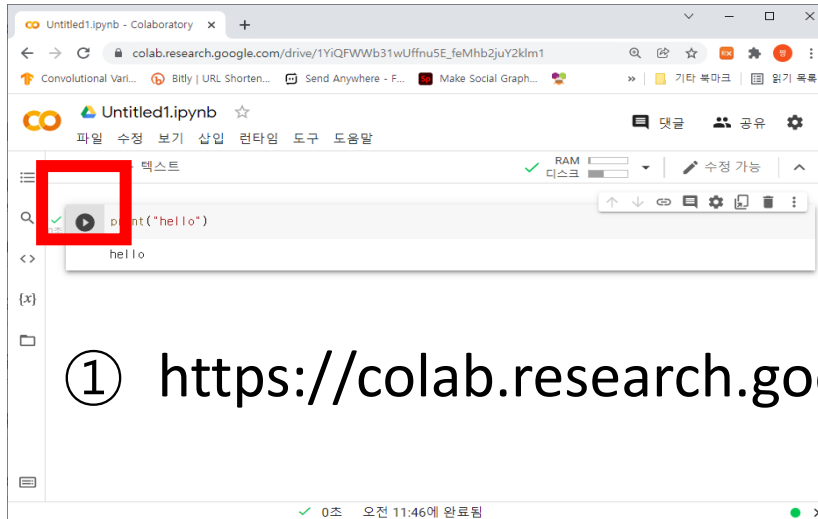 Untitled1.ipynb - Colaboratory
colab.research.google.com/drive/1YiQFWWb31wUffnu5E_feMhb2juY2klm1
Convolutional Vari... Bitly | URL Shorten... Send Anywhere - F... Sp Make Social Graph... » 기타 북마크 읽기 목록
Untitled1.ipynb
댓글 공유
파일 수정 보기 삽입 런타임 도구 도움말
텍스트
RAM
디스크
수정 가능
print("hello")
0초
hello
{x}
① https://colab.research.goo
0초 오전 11:46에 완료됨